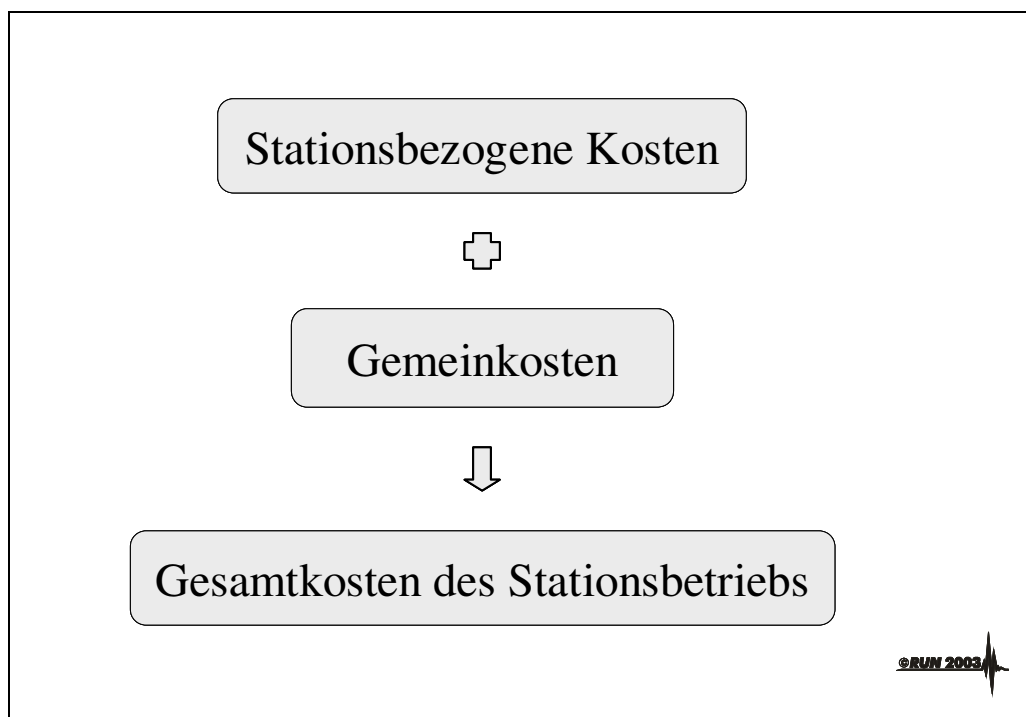 Stationsbezogene Kosten
Gemeinkosten
Gesamtkosten des Stationsbetriebs
©RUN 2003